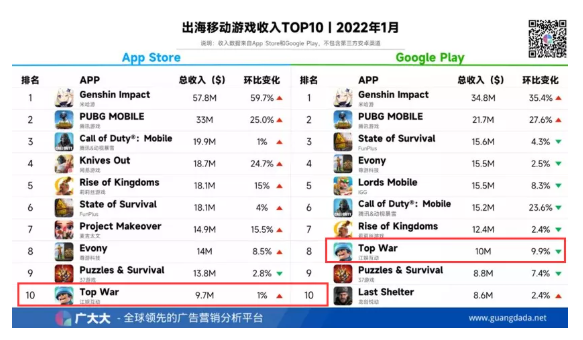 出海移动游戏收入TOP10丨2022年1月
说明：收入数据来自App Store和Google Play，不包含第三方安卓渠道
App Store
排名 APP 总收入 ($) 环比变化
1 Genshin Impact 57.8M 59.7% ▲
米哈游
2 PUBG MOBILE 33M 25.0% ▲
腾讯游戏
3 Call of Duty®: Mobile 19.9M 1% ▲
腾讯&动视暴雪
4 Knives Out 18.7M 24.7% ▲
网易游戏
5 Rise of Kingdoms 18.1M 15% ▲
莉莉丝游戏
6 State of Survival 18.1M 4% ▲
FunPlus
7 Project Makeover 14.9M 15.5% ▲
8 Evony 14M 8.5% ▲
9 Puzzles & Survival 13.8M 2.8% ▼
37游戏
10 Top War 9.7M 1% ▲
江娱互动
Google Play
排名 APP 总收入 ($) 环比变化
1 Genshin Impact 34.8M 35.4% ▲
米哈游
2 PUBG MOBILE 21.7M 27.6% ▲
腾讯游戏
3 State of Survival 15.6M 4.3% ▼
FunPlus
4 Evony 15.5M 2.5% ▼
5 Lords Mobile 15.5M 8.3% ▼
IGG
6 Call of Duty®: Mobile 15.2M 23.6% ▼
腾讯&动视暴雪
7 Rise of Kingdoms 12.4M 2.4% ▼
莉莉丝游戏
8 Top War 10M 9.9% ▼
江娱互动
9 Puzzles & Survival 8.8M 7.4% ▼
37游戏
10 Last Shelter 8.6M 2.4% ▲
广大大 - 全球领先的广告营销分析平台
www.guangdada.net